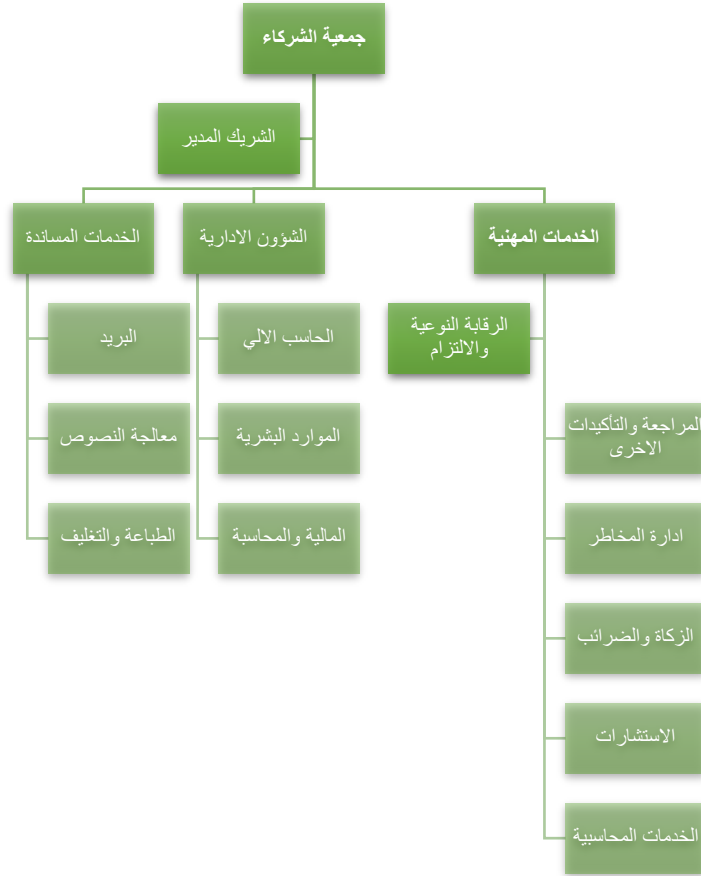 جمعية الشركاء
الشريك المدير
الخدمات المهنية
الشؤون الادارية
الخدمات المساندة
الرقابة النوعية
والالتزام
الحاسب الالي
البريد
المراجعة والتأكيدات
الاخرى
الموارد البشرية
معالجة النصوص
ادارة المخاطر
المالية والمحاسبة
الطباعة والتغليف
الزكاة والضرائب
الاستشارات
الخدمات المحاسبية